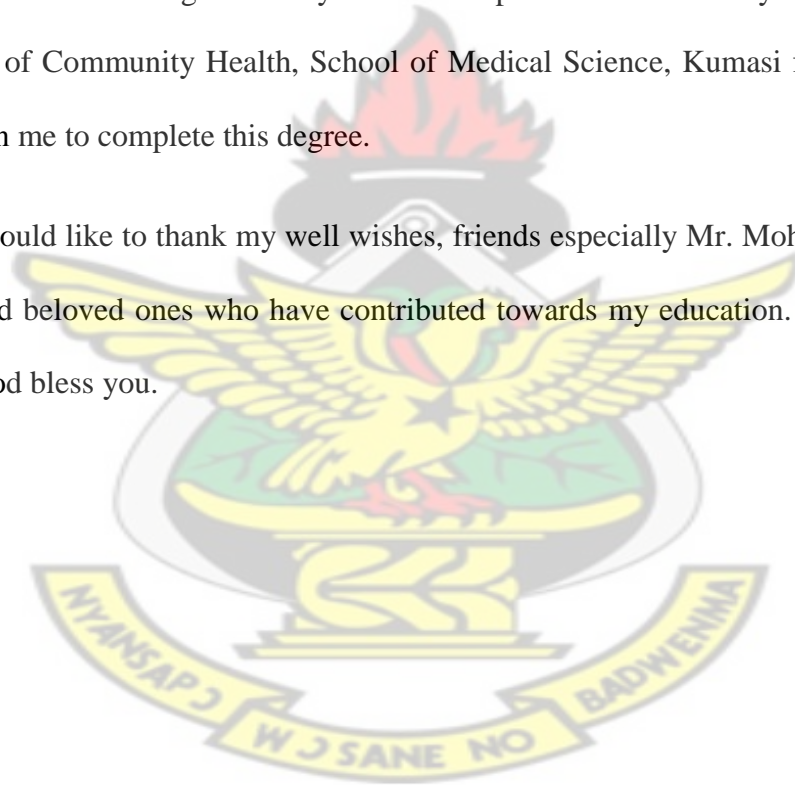 of Community Health, School of Medical Science, Kumasi
me to complete this degree.
ould like to thank my well wishes, friends especially Mr. Moh
d beloved ones who have contributed towards my education.
od bless you.
NYANSAPƆ
WƆ SANE NO
BADWENMA